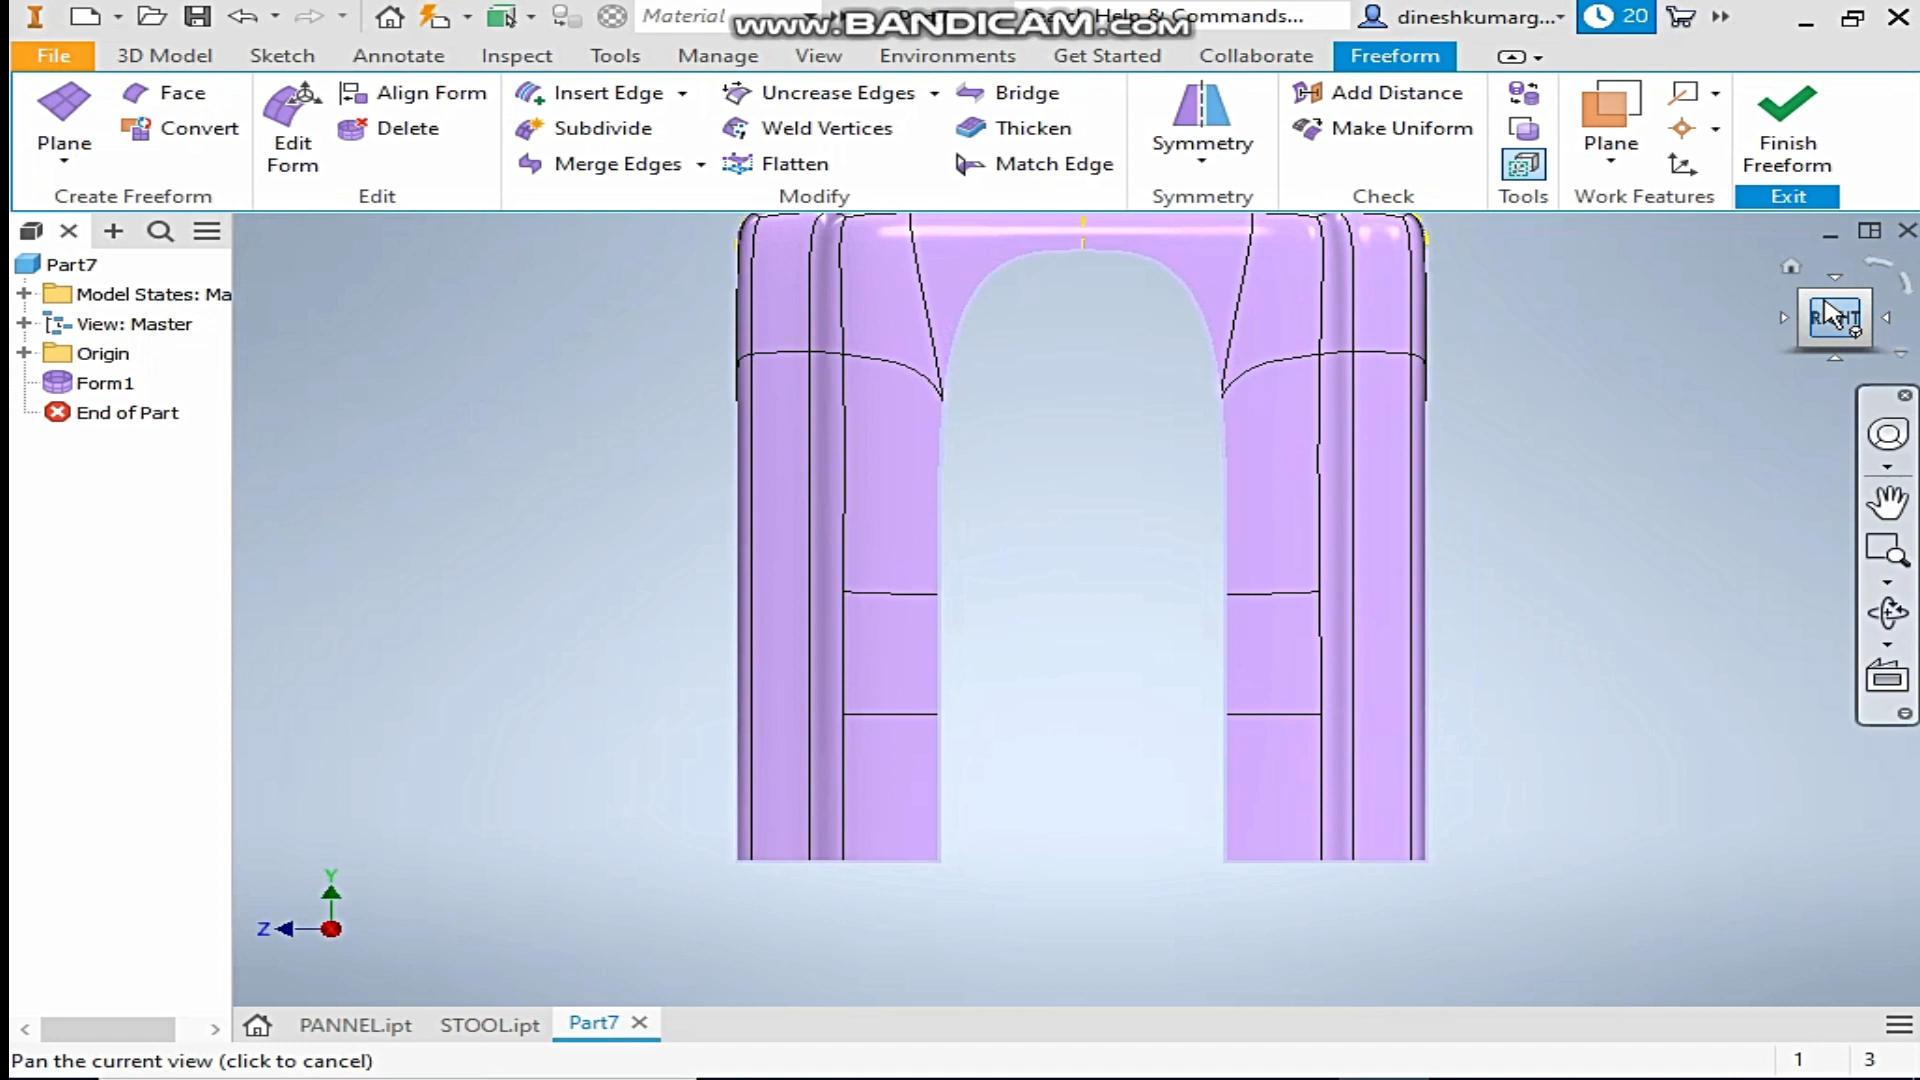 Material www.BANDICAM.com Search Help & Commands... dineshkumarg... 20
File 3D Model Sketch Annotate Inspect Tools Manage View Environments Get Started Collaborate Freeform
Face Align Form Insert Edge Uncrease Edges Bridge Add Distance
Convert Delete Subdivide Weld Vertices Thicken Make Uniform
Plane Edit Form Symmetry Plane Finish Freeform
Merge Edges Flatten Match Edge
Create Freeform Edit Modify Symmetry Check Tools Work Features Exit
Part7
Model States: Ma
View: Master
Origin
Form1
End of Part
RIGHT
Y
Z
PANNEL.ipt STOOL.ipt Part7
Pan the current view (click to cancel) 1 3